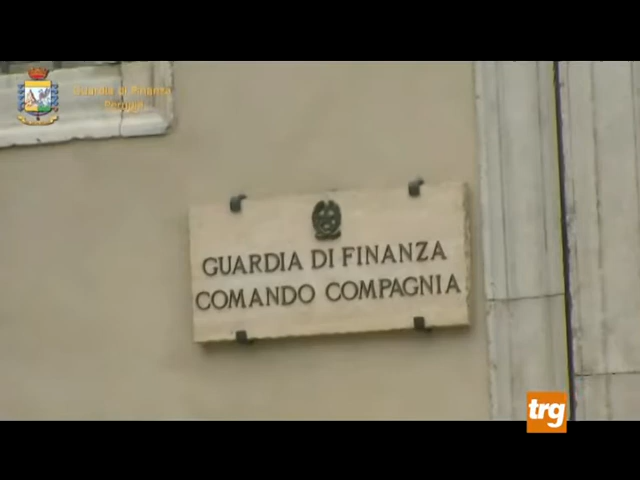 Guardia di Finanza
Perugia
GUARDIA DI FINANZA
COMANDO COMPAGNIA
trg